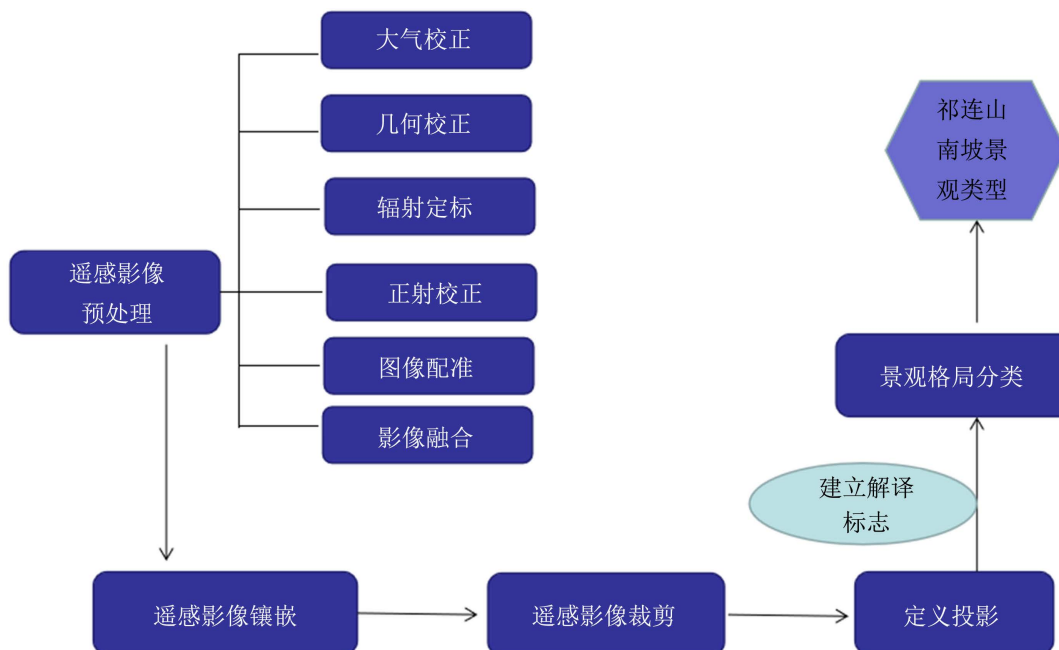 大气校正
几何校正
辐射定标
正射校正
图像配准
影像融合
遥感影像
预处理
遥感影像镶嵌
遥感影像裁剪
定义投影
建立解译
标志
景观格局分类
祁连山
南坡景
观类型